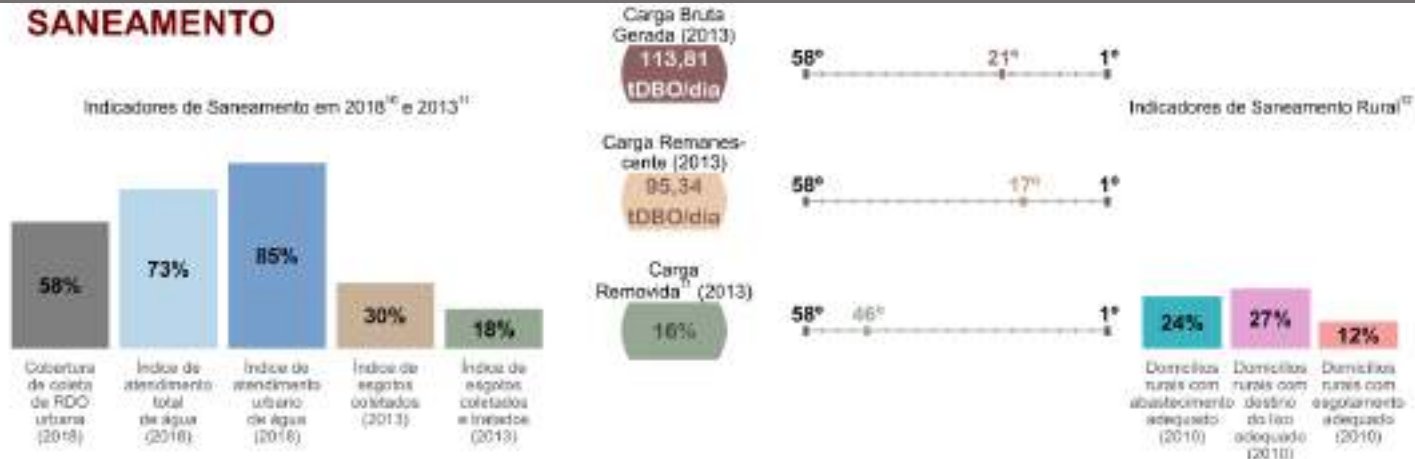 SANEAMENTO
Indicadores de Saneamento em 2018¹⁰ e 2013¹¹
58%
73%
85%
30%
18%
Cobertura
de coleta
de RDO
urbana
(2018)
Índice de
atendimento
total
de água
(2018)
Índice de
atendimento
urbano
de água
(2018)
Índice de
esgotos
coletados
(2013)
Índice de
esgotos
coletados
e tratados
(2013)
Carga Bruta
Gerada (2013)
113,81
tDBO/dia
58º 21º 1º
Carga Remanes-
cente (2013)
95,34
tDBO/dia
58º 17º 1º
Carga
Removida (2013)
16%
58º 46º 1º
Indicadores de Saneamento Rural
24%
27%
12%
Domicílios
rurais com
abastecimento
adequado
(2010)
Domicílios
rurais com
destino
do lixo
adequado
(2010)
Domicílios
rurais com
esgotamento
adequado
(2010)